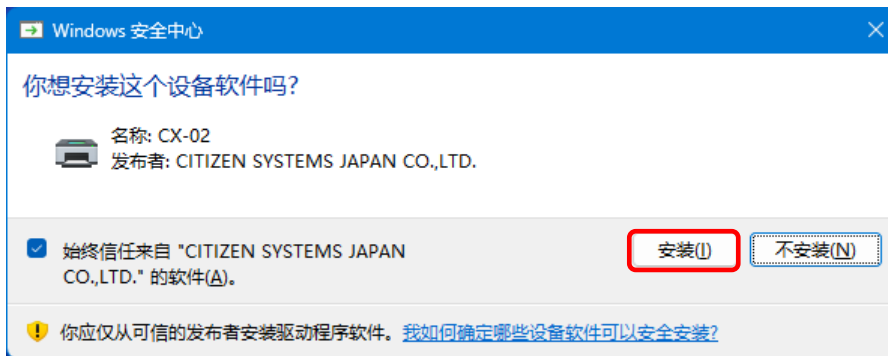 Windows 安全中心
你想安装这个设备软件吗?
名称: CX-02
发布者: CITIZEN SYSTEMS JAPAN CO.,LTD.
始终信任来自 "CITIZEN SYSTEMS JAPAN
CO.,LTD." 的软件(A)。
安装(I)
不安装(N)
你应仅从可信的发布者安装驱动程序软件。我如何确定哪些设备软件可以安全安装?